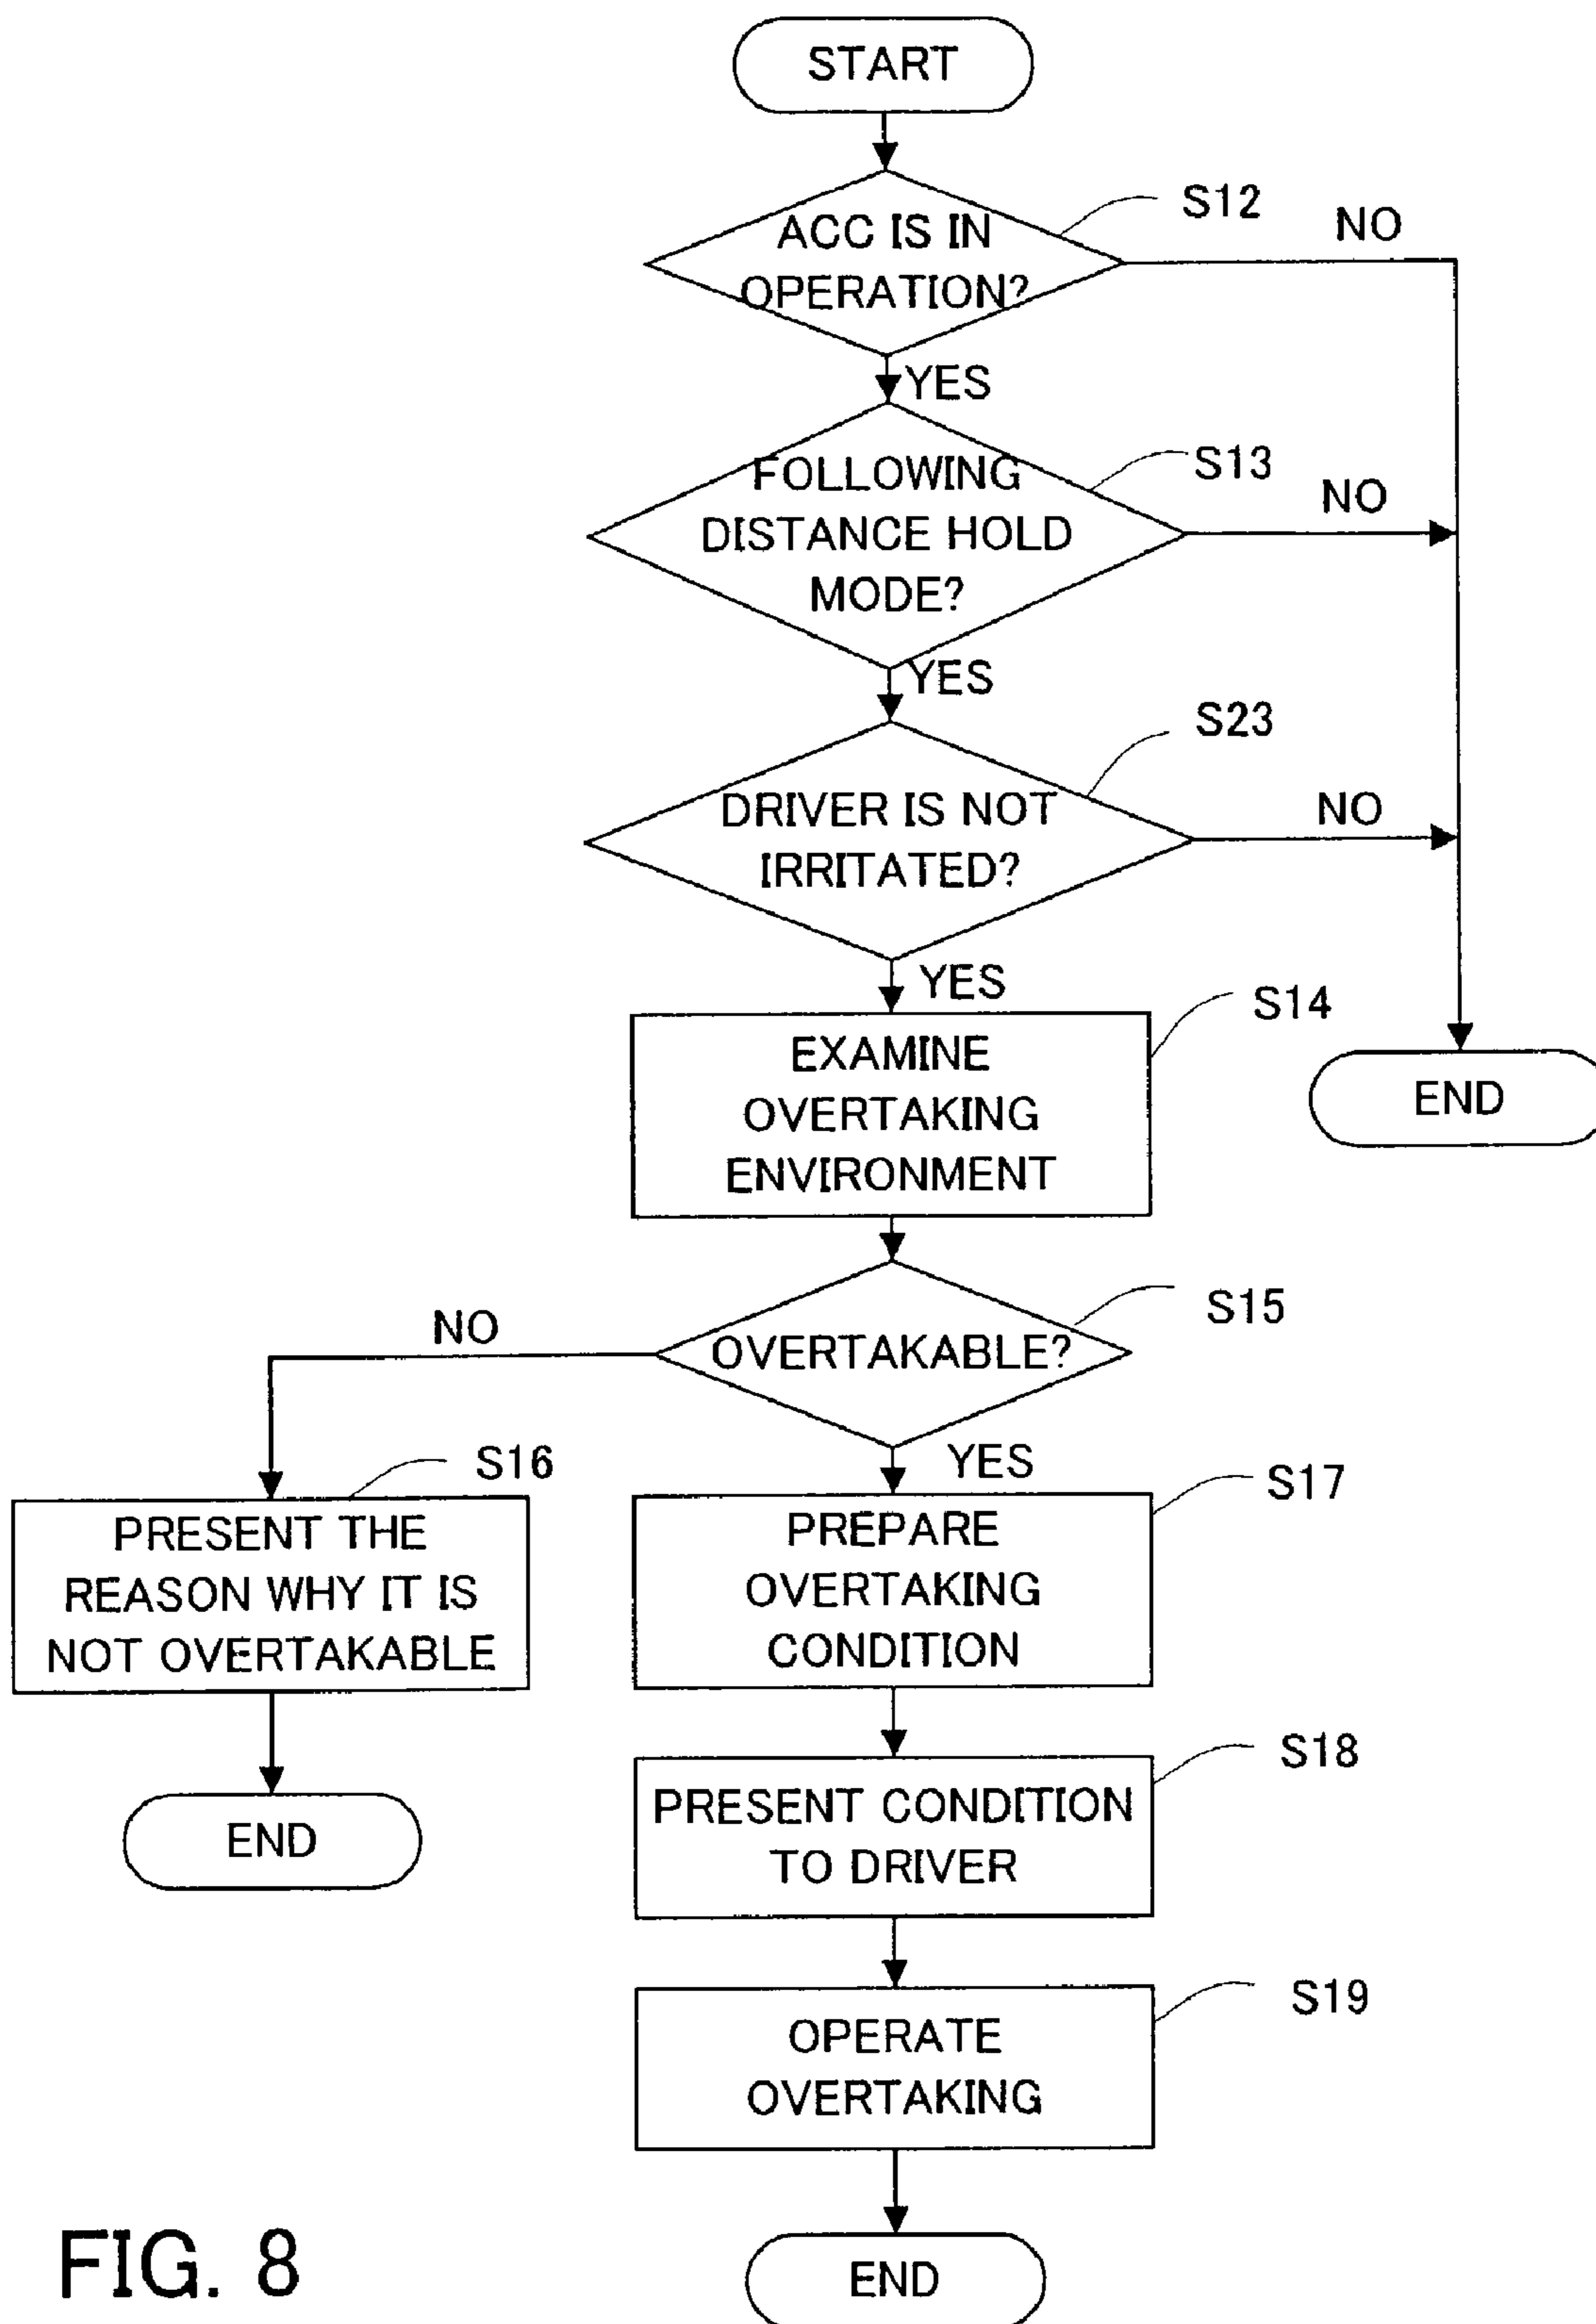 START
S12
ACC IS IN
OPERATION?
NO
YES
S13
FOLLOWING
DISTANCE HOLD
MODE?
NO
YES
S23
DRIVER IS NOT
IRRITATED?
NO
YES
S14
EXAMINE
OVERTAKING
ENVIRONMENT
END
S15
OVERTAKABLE?
NO
YES
S16
PRESENT THE
REASON WHY IT IS
NOT OVERTAKABLE
END
S17
PREPARE
OVERTAKING
CONDITION
S18
PRESENT CONDITION
TO DRIVER
S19
OPERATE
OVERTAKING
END
FIG. 8